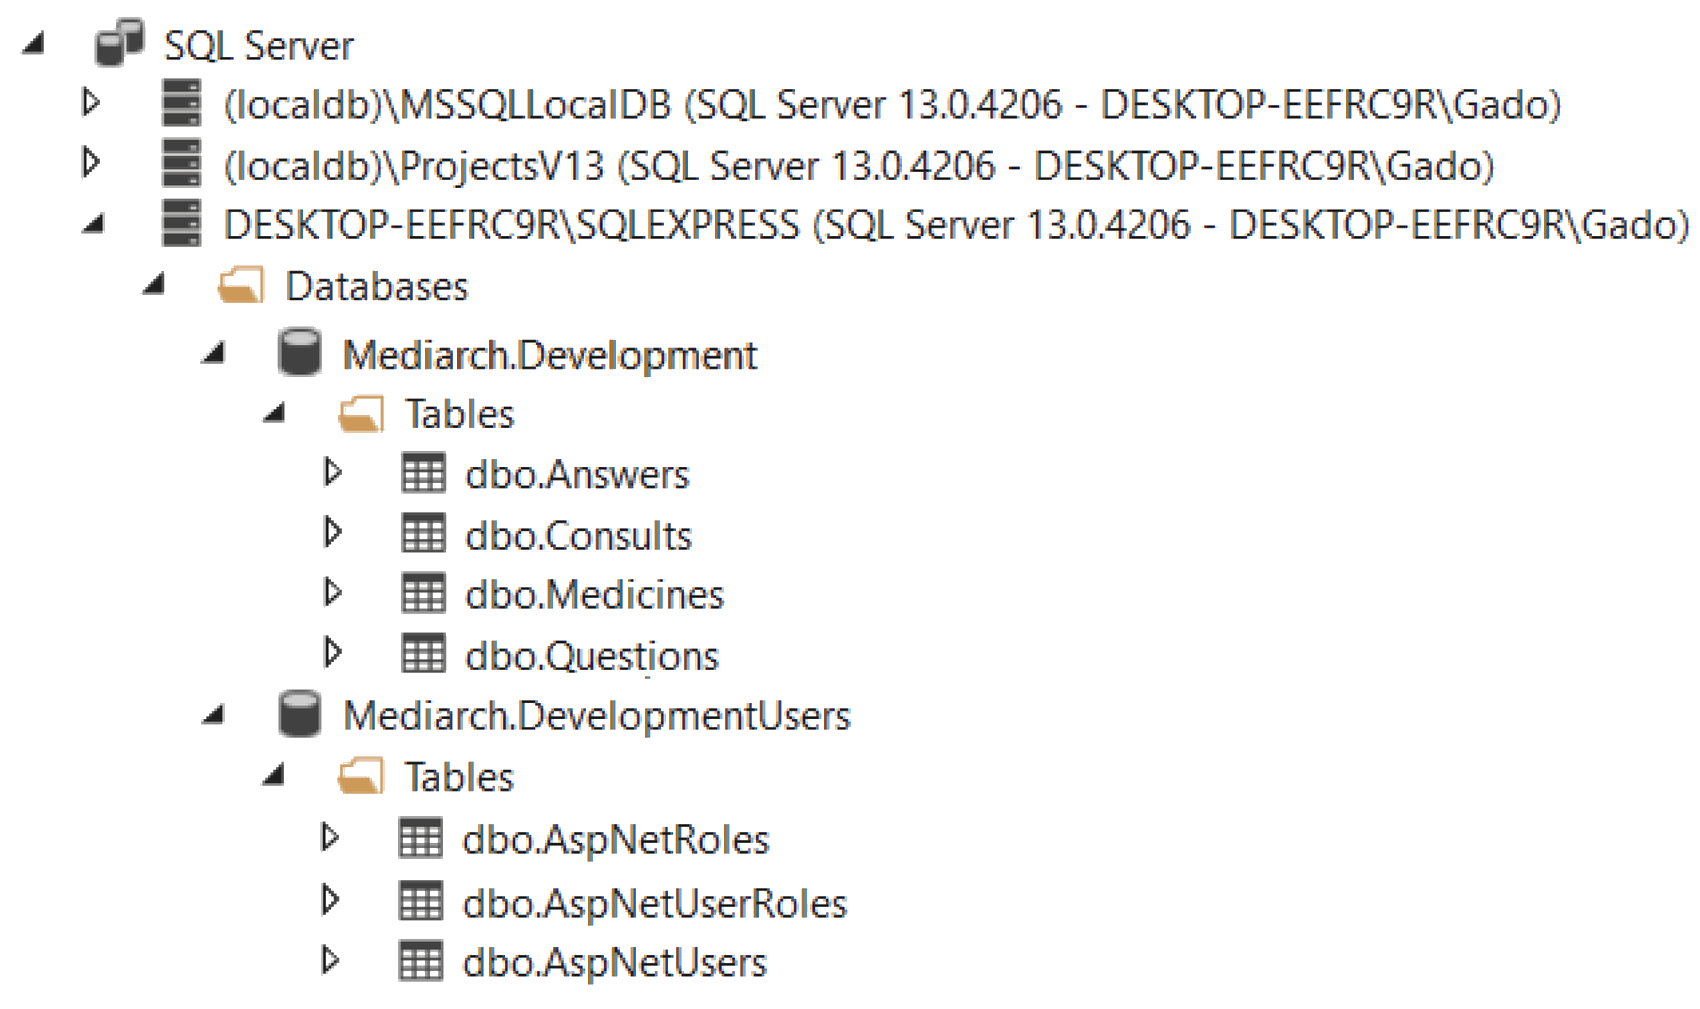 SQL Server
(localdb)\MSSQLLocalDB (SQL Server 13.0.4206 - DESKTOP-EEFRC9R\Gado)
(localdb)\ProjectsV13 (SQL Server 13.0.4206 - DESKTOP-EEFRC9R\Gado)
DESKTOP-EEFRC9R\SQLEXPRESS (SQL Server 13.0.4206 - DESKTOP-EEFRC9R\Gado)
Databases
Mediarch.Development
Tables
dbo.Answers
dbo.Consults
dbo.Medicines
dbo.Questions
Mediarch.DevelopmentUsers
Tables
dbo.AspNetRoles
dbo.AspNetUserRoles
dbo.AspNetUsers